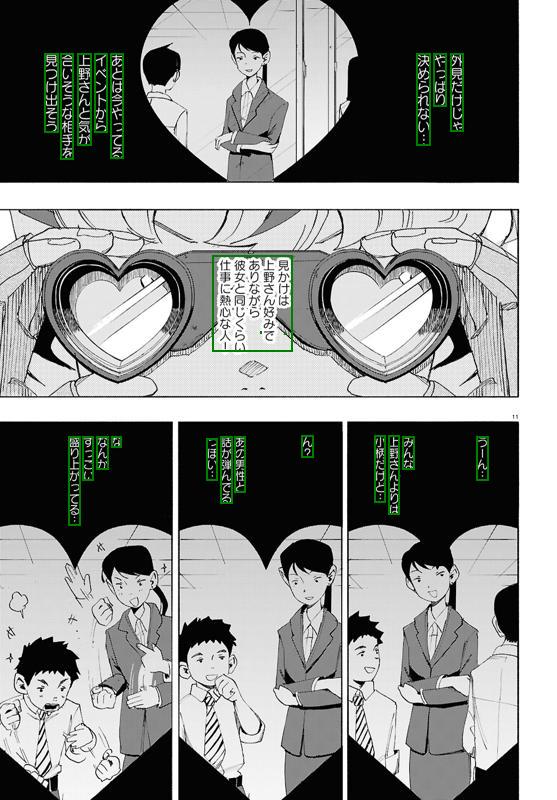 外見だけじゃ
やっぱり
決められない…
あとは今やってる
イベントから
上野さんと気が
合いそうな相手を
見つけ出そう
見かけは
上野さん好みで
ありながら
彼女と同じくらい
仕事に熱心な人!
11
うーん…
みんな
上野さんよりは
小柄だけど…
ん?
あの男性と
話が弾んでる
っぽい…
な
なんか
すっごい
盛り上がってる…